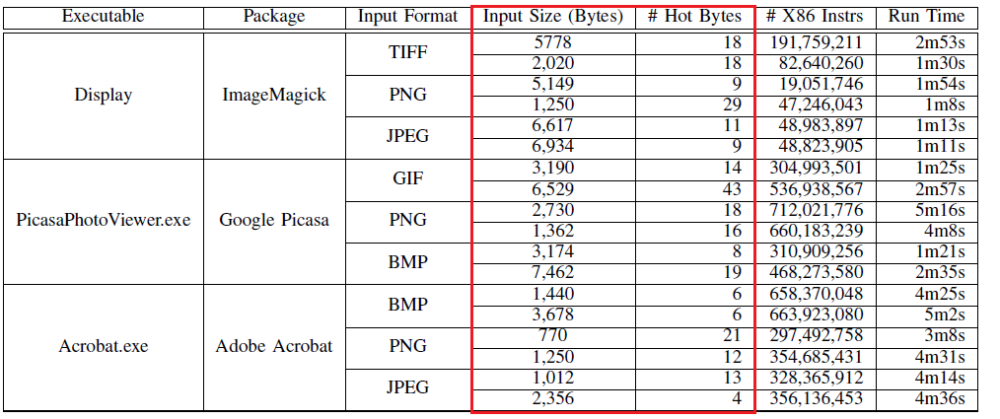 Executable Package Input Format Input Size (Bytes) # Hot Bytes # X86 Instrs Run Time
Display ImageMagick TIFF 5778 18 191,759,211 2m53s
2,020 18 82,640,260 1m30s
PNG 5,149 9 19,051,746 1m54s
1,250 29 47,246,043 1m8s
JPEG 6,617 11 48,983,897 1m13s
6,934 9 48,823,905 1m11s
PicasaPhotoViewer.exe Google Picasa GIF 3,190 14 304,993,501 1m25s
6,529 43 536,938,567 2m57s
PNG 2,730 18 712,021,776 5m16s
1,362 16 660,183,239 4m8s
BMP 3,174 8 310,909,256 1m21s
7,462 19 468,273,580 2m35s
Acrobat.exe Adobe Acrobat BMP 1,440 6 658,370,048 4m25s
3,678 6 663,923,080 5m2s
PNG 770 21 297,492,758 3m8s
1,250 12 354,685,431 4m31s
JPEG 1,012 13 328,365,912 4m14s
2,356 4 356,136,453 4m36s